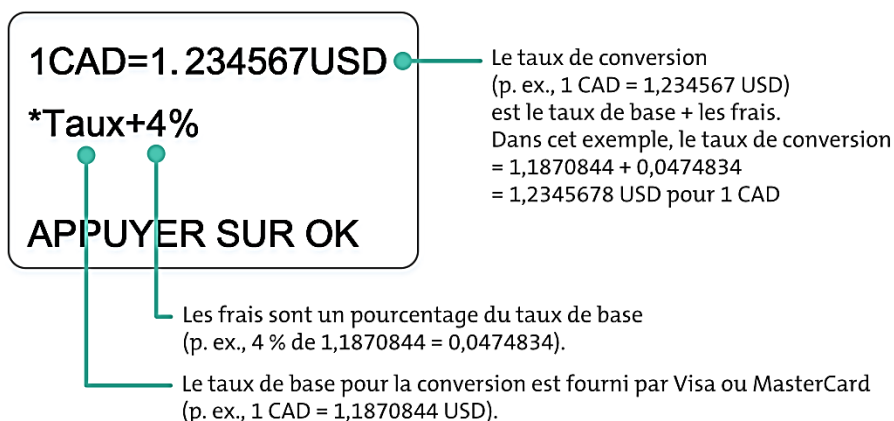 1CAD=1.234567USD
*Taux+4%
APPUYER SUR OK
Le taux de conversion
(p. ex., 1 CAD = 1,234567 USD)
est le taux de base + les frais.
Dans cet exemple, le taux de conversion
= 1,1870844 + 0,0474834
= 1,2345678 USD pour 1 CAD
Les frais sont un pourcentage du taux de base
(p. ex., 4 % de 1,1870844 = 0,0474834).
Le taux de base pour la conversion est fourni par Visa ou MasterCard
(p. ex., 1 CAD = 1,1870844 USD).